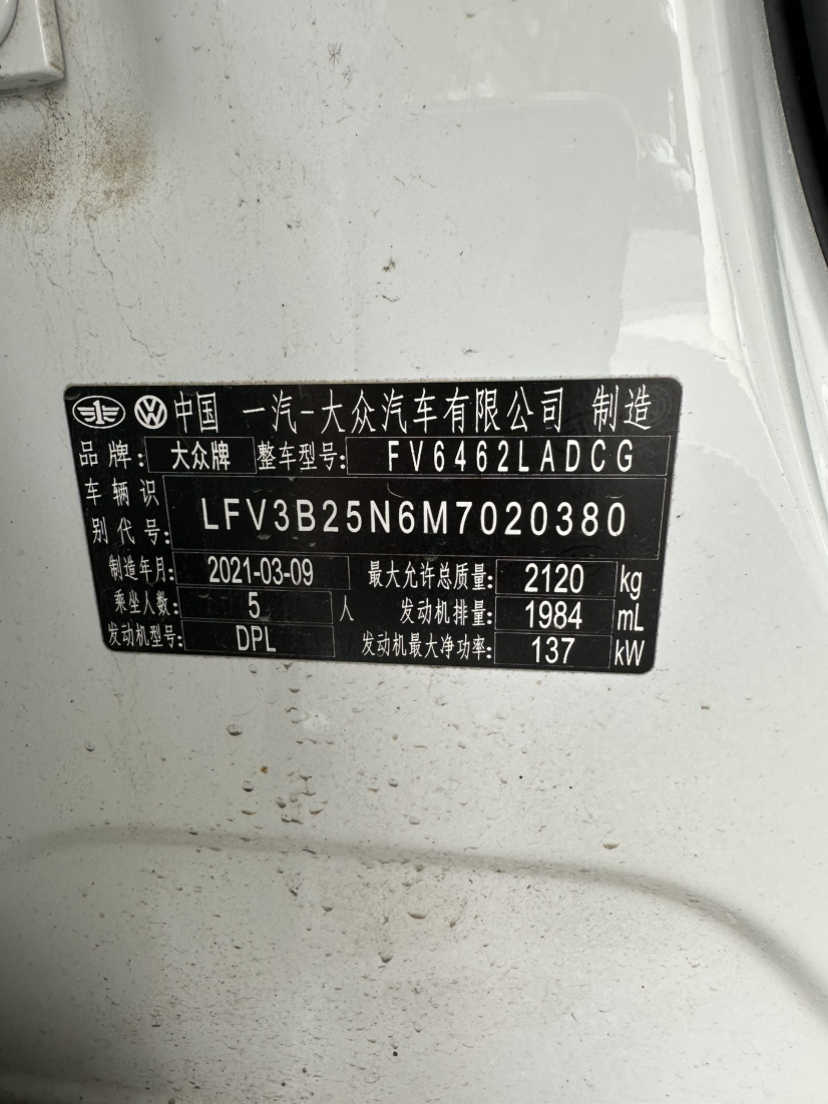 中国 一汽-大众汽车有限公司 制造
品牌: 大众牌 整车型号: FV6462LADCG
车辆识别代号: LFV3B25N6M7020380
制造年月: 2021-03-09 最大允许总质量: 2120 kg
乘坐人数: 5 人 发动机排量: 1984 mL
发动机型号: DPL 发动机最大净功率: 137 kW